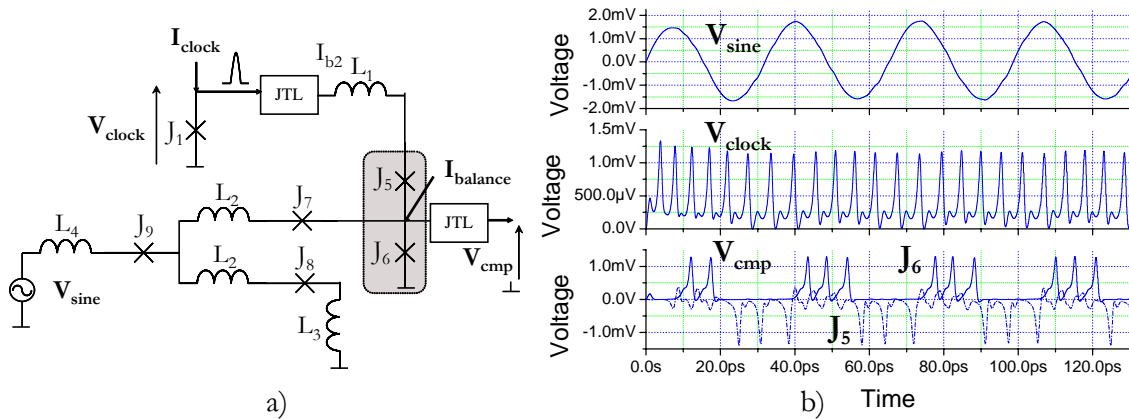 I_clock
I_b2
L_1
JTL
V_clock
J_1
J_5
I_balance
L_2
J_7
JTL
L_4
J_9
J_6
V_cmp
L_2
J_8
V_sine
L_3
a)
b)
2.0mV
1.0mV
0.0V
-1.0mV
-2.0mV
Voltage
V_sine
1.5mV
1.0mV
500.0µV
0.0V
Voltage
V_clock
1.0mV
0.0V
-1.0mV
Voltage
V_cmp
J_6
J_5
0.0s 20.0ps 40.0ps 60.0ps 80.0ps 100.0ps 120.0ps
Time